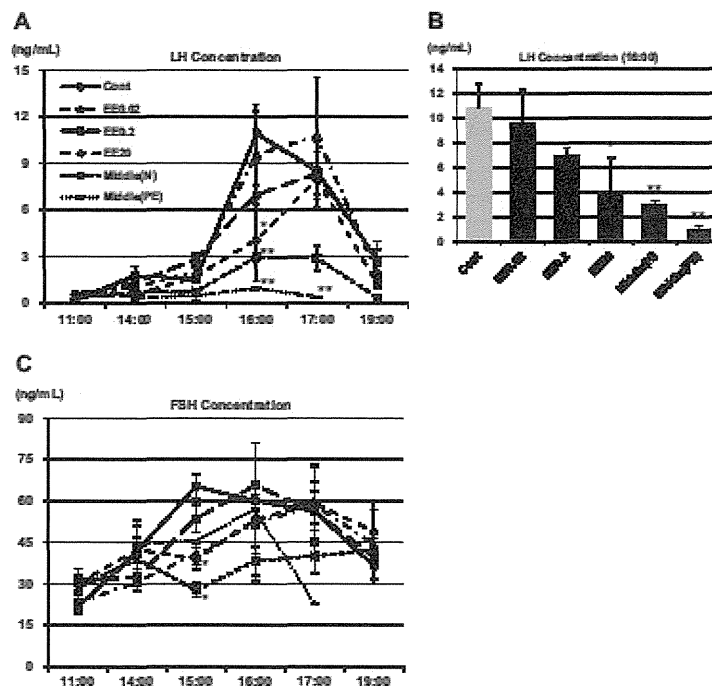 A
(ng/mL)
LH Concentration
15
12
9
6
3
0
Cont
EE0.02
EE0.2
EE20
Middle(N)
Middle(PE)
*
**
**
**
11:00 14:00 15:00 16:00 17:00 19:00
B
(ng/mL)
LH Concentration (16:00)
14
12
10
8
6
4
2
0
**
**
Cont
C
(ng/mL)
FSH Concentration
90
75
60
45
30
15
0
*
*
11:00 14:00 15:00 16:00 17:00 19:00